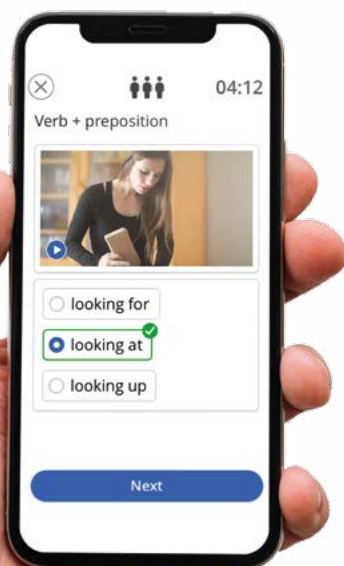 04:12
Verb + preposition
looking for
looking at
looking up
Next